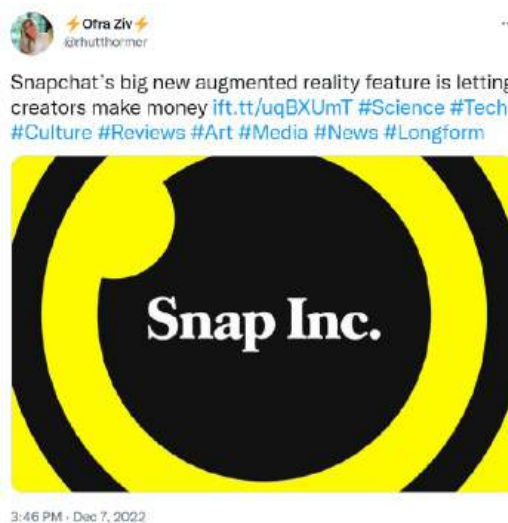 ⚡Ofra Ziv⚡
@rhutthormer
Snapchat's big new augmented reality feature is letting
creators make money ift.tt/uqBXUmT #Science #Tech
#Culture #Reviews #Art #Media #News #Longform
Snap Inc.
3:46 PM · Dec 7, 2022